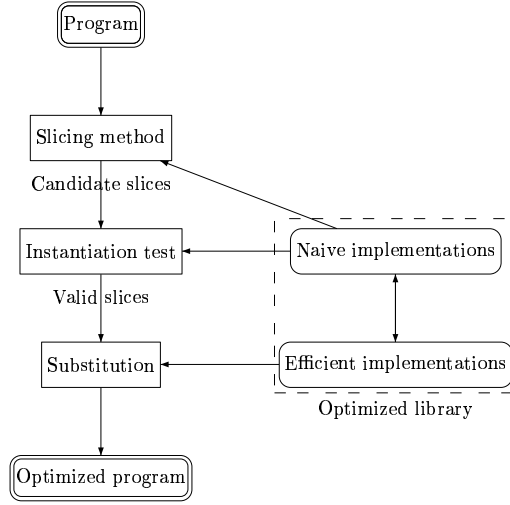 Program
Slicing method
Candidate slices
Instantiation test
Naive implementations
Valid slices
Substitution
Efficient implementations
Optimized library
Optimized program